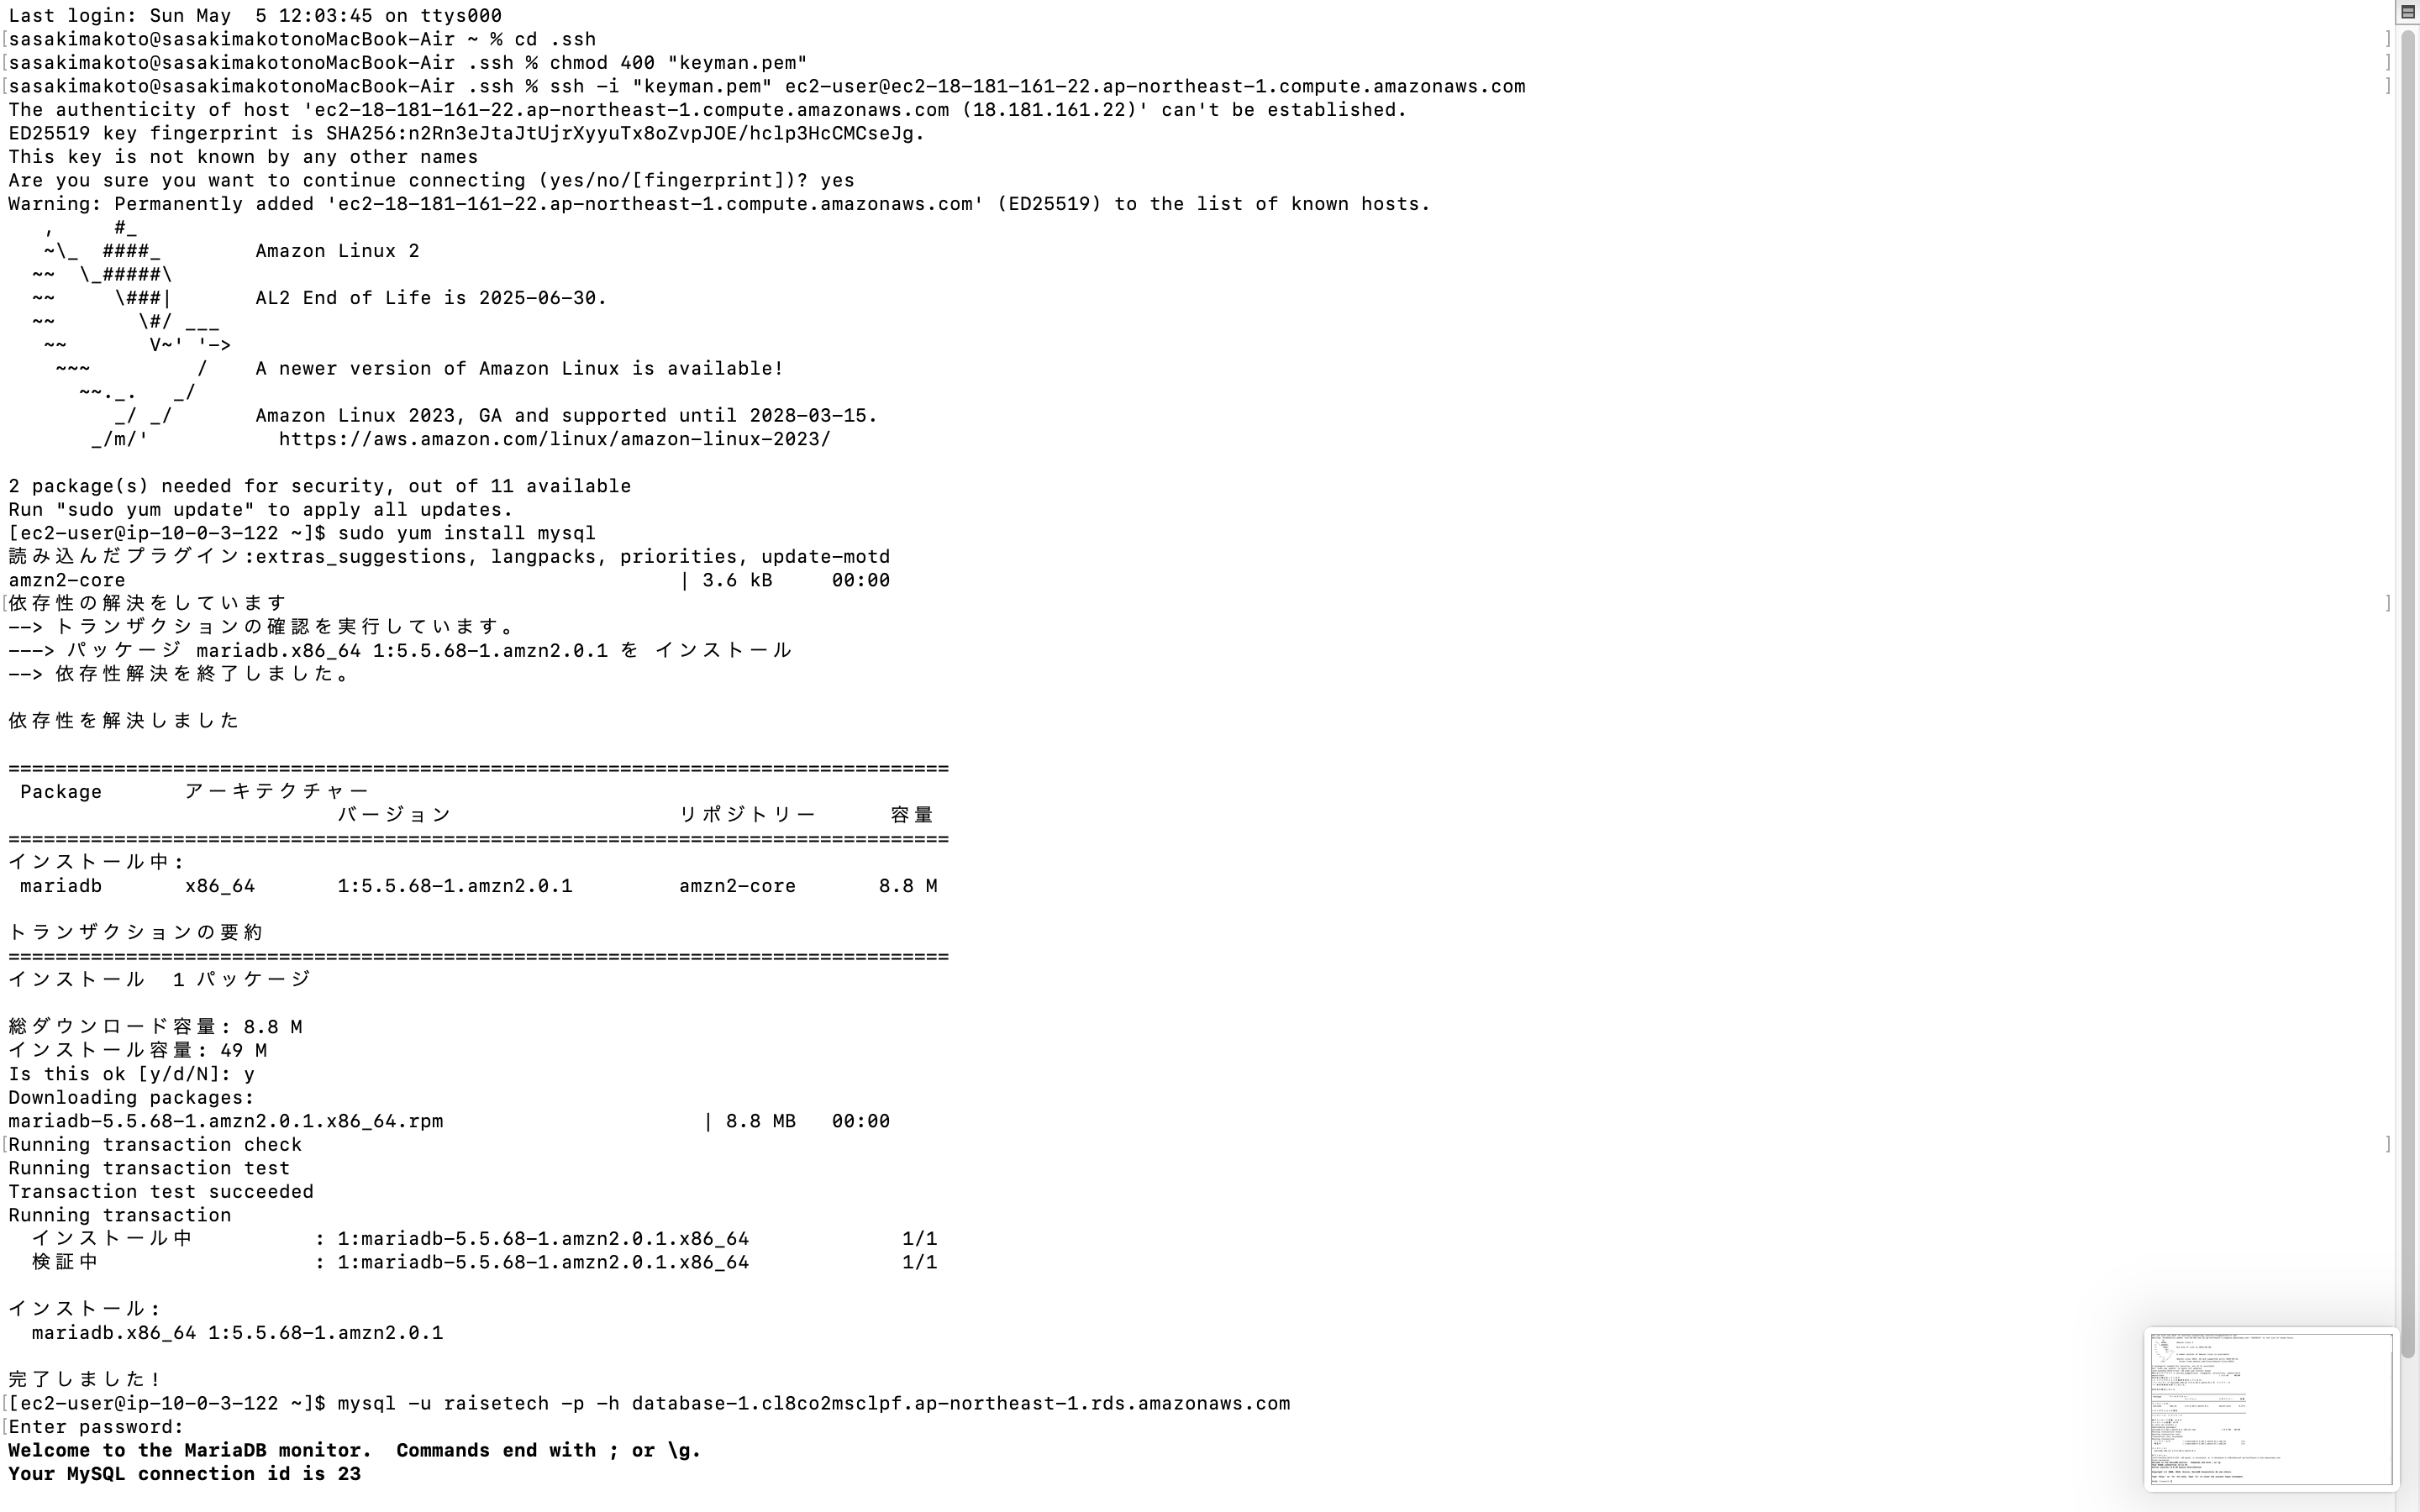 Last login: Sun May  5 12:03:45 on ttys000
[sasakimakoto@sasakimakotonoMacBook-Air ~ % cd .ssh ]
[sasakimakoto@sasakimakotonoMacBook-Air .ssh % chmod 400 "keyman.pem" ]
[sasakimakoto@sasakimakotonoMacBook-Air .ssh % ssh -i "keyman.pem" ec2-user@ec2-18-181-161-22.ap-northeast-1.compute.amazonaws.com ]
The authenticity of host 'ec2-18-181-161-22.ap-northeast-1.compute.amazonaws.com (18.181.161.22)' can't be established.
ED25519 key fingerprint is SHA256:n2Rn3eJtaJtUjrXyyuTx8oZvpJOE/hclp3HcCMCseJg.
This key is not known by any other names
Are you sure you want to continue connecting (yes/no/[fingerprint])? yes
Warning: Permanently added 'ec2-18-181-161-22.ap-northeast-1.compute.amazonaws.com' (ED25519) to the list of known hosts.
   ,     #_
   ~\_  ####_        Amazon Linux 2
  ~~  \_#####\
  ~~     \###|       AL2 End of Life is 2025-06-30.
  ~~       \#/ ___
   ~~       V~' '->
    ~~~         /    A newer version of Amazon Linux is available!
      ~~._.   _/
         _/ _/       Amazon Linux 2023, GA and supported until 2028-03-15.
       _/m/'           https://aws.amazon.com/linux/amazon-linux-2023/
2 package(s) needed for security, out of 11 available
Run "sudo yum update" to apply all updates.
[ec2-user@ip-10-0-3-122 ~]$ sudo yum install mysql
読み込んだプラグイン:extras_suggestions, langpacks, priorities, update-motd
amzn2-core                                               | 3.6 kB     00:00
[依存性の解決をしています ]
--> トランザクションの確認を実行しています。
---> パッケージ mariadb.x86_64 1:5.5.68-1.amzn2.0.1 を インストール
--> 依存性解決を終了しました。
依存性を解決しました
================================================================================
 Package       アーキテクチャー
                            バージョン                   リポジトリー      容量
================================================================================
インストール中:
 mariadb       x86_64       1:5.5.68-1.amzn2.0.1         amzn2-core       8.8 M
トランザクションの要約
================================================================================
インストール  1 パッケージ
総ダウンロード容量: 8.8 M
インストール容量: 49 M
Is this ok [y/d/N]: y
Downloading packages:
mariadb-5.5.68-1.amzn2.0.1.x86_64.rpm                      | 8.8 MB   00:00
[Running transaction check ]
Running transaction test
Transaction test succeeded
Running transaction
  インストール中          : 1:mariadb-5.5.68-1.amzn2.0.1.x86_64             1/1
  検証中                  : 1:mariadb-5.5.68-1.amzn2.0.1.x86_64             1/1
インストール:
  mariadb.x86_64 1:5.5.68-1.amzn2.0.1
完了しました!
[[ec2-user@ip-10-0-3-122 ~]$ mysql -u raisetech -p -h database-1.cl8co2msclpf.ap-northeast-1.rds.amazonaws.com
[Enter password:
Welcome to the MariaDB monitor.  Commands end with ; or \g.
Your MySQL connection id is 23